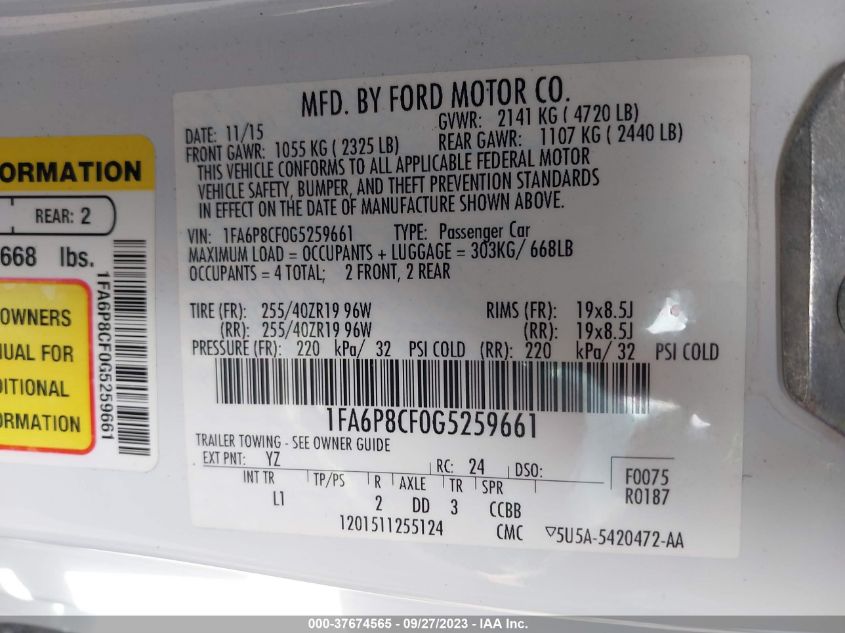 ORMATION
REAR: 2
668 lbs.
OWNERS
UAL FOR
DITIONAL
ORMATION
1FA6P8CF0G5259661
MFD. BY FORD MOTOR CO.
DATE: 11/15 GVWR: 2141 KG ( 4720 LB)
FRONT GAWR: 1055 KG ( 2325 LB) REAR GAWR: 1107 KG ( 2440 LB)
THIS VEHICLE CONFORMS TO ALL APPLICABLE FEDERAL MOTOR
VEHICLE SAFETY, BUMPER, AND THEFT PREVENTION STANDARDS
IN EFFECT ON THE DATE OF MANUFACTURE SHOWN ABOVE.
VIN: 1FA6P8CF0G5259661 TYPE: Passenger Car
MAXIMUM LOAD = OCCUPANTS + LUGGAGE = 303KG/ 668LB
OCCUPANTS = 4 TOTAL; 2 FRONT, 2 REAR
TIRE (FR): 255/40ZR19 96W RIMS (FR): 19x8.5J
(RR): 255/40ZR19 96W (RR): 19x8.5J
PRESSURE (FR): 220 kPa/ 32 PSI COLD (RR): 220 kPa/ 32 PSI COLD
1FA6P8CF0G5259661
TRAILER TOWING - SEE OWNER GUIDE
EXT PNT: YZ RC: 24 DSO: F0075
INT TR TP/PS R AXLE TR SPR R0187
L1 2 DD 3 CCBB
1201511255124 CMC ▽5U5A-5420472-AA
000-37674565 - 09/27/2023 - IAA Inc.